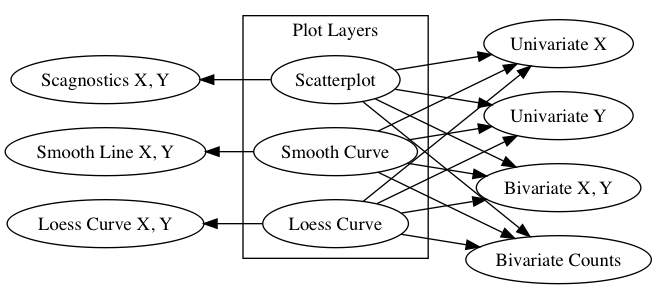 Plot Layers
Scagnostics X, Y
Smooth Line X, Y
Loess Curve X, Y
Scatterplot
Smooth Curve
Loess Curve
Univariate X
Univariate Y
Bivariate X, Y
Bivariate Counts